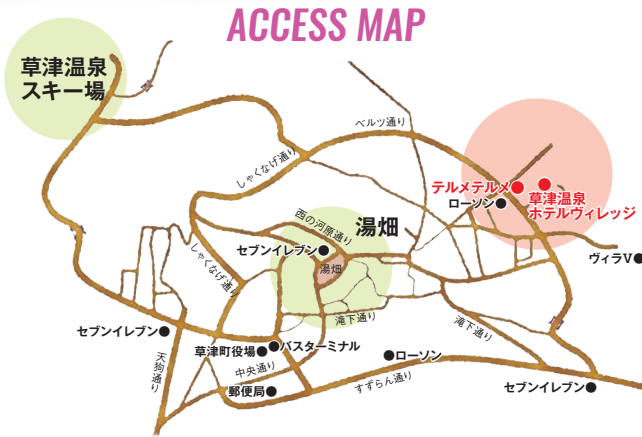 ACCESS MAP
草津温泉
スキー場
ベルツ通り
しゃくなげ通り
テルメテルメ
草津温泉
ホテルヴィレッジ
ローソン
西の河原通り
湯畑
セブンイレブン
湯畑
ヴィラV
しゃくなげ通り
滝下通り
滝下通り
セブンイレブン
バスターミナル
草津町役場
ローソン
天狗通り
中央通り
すずらん通り
郵便局
セブンイレブン